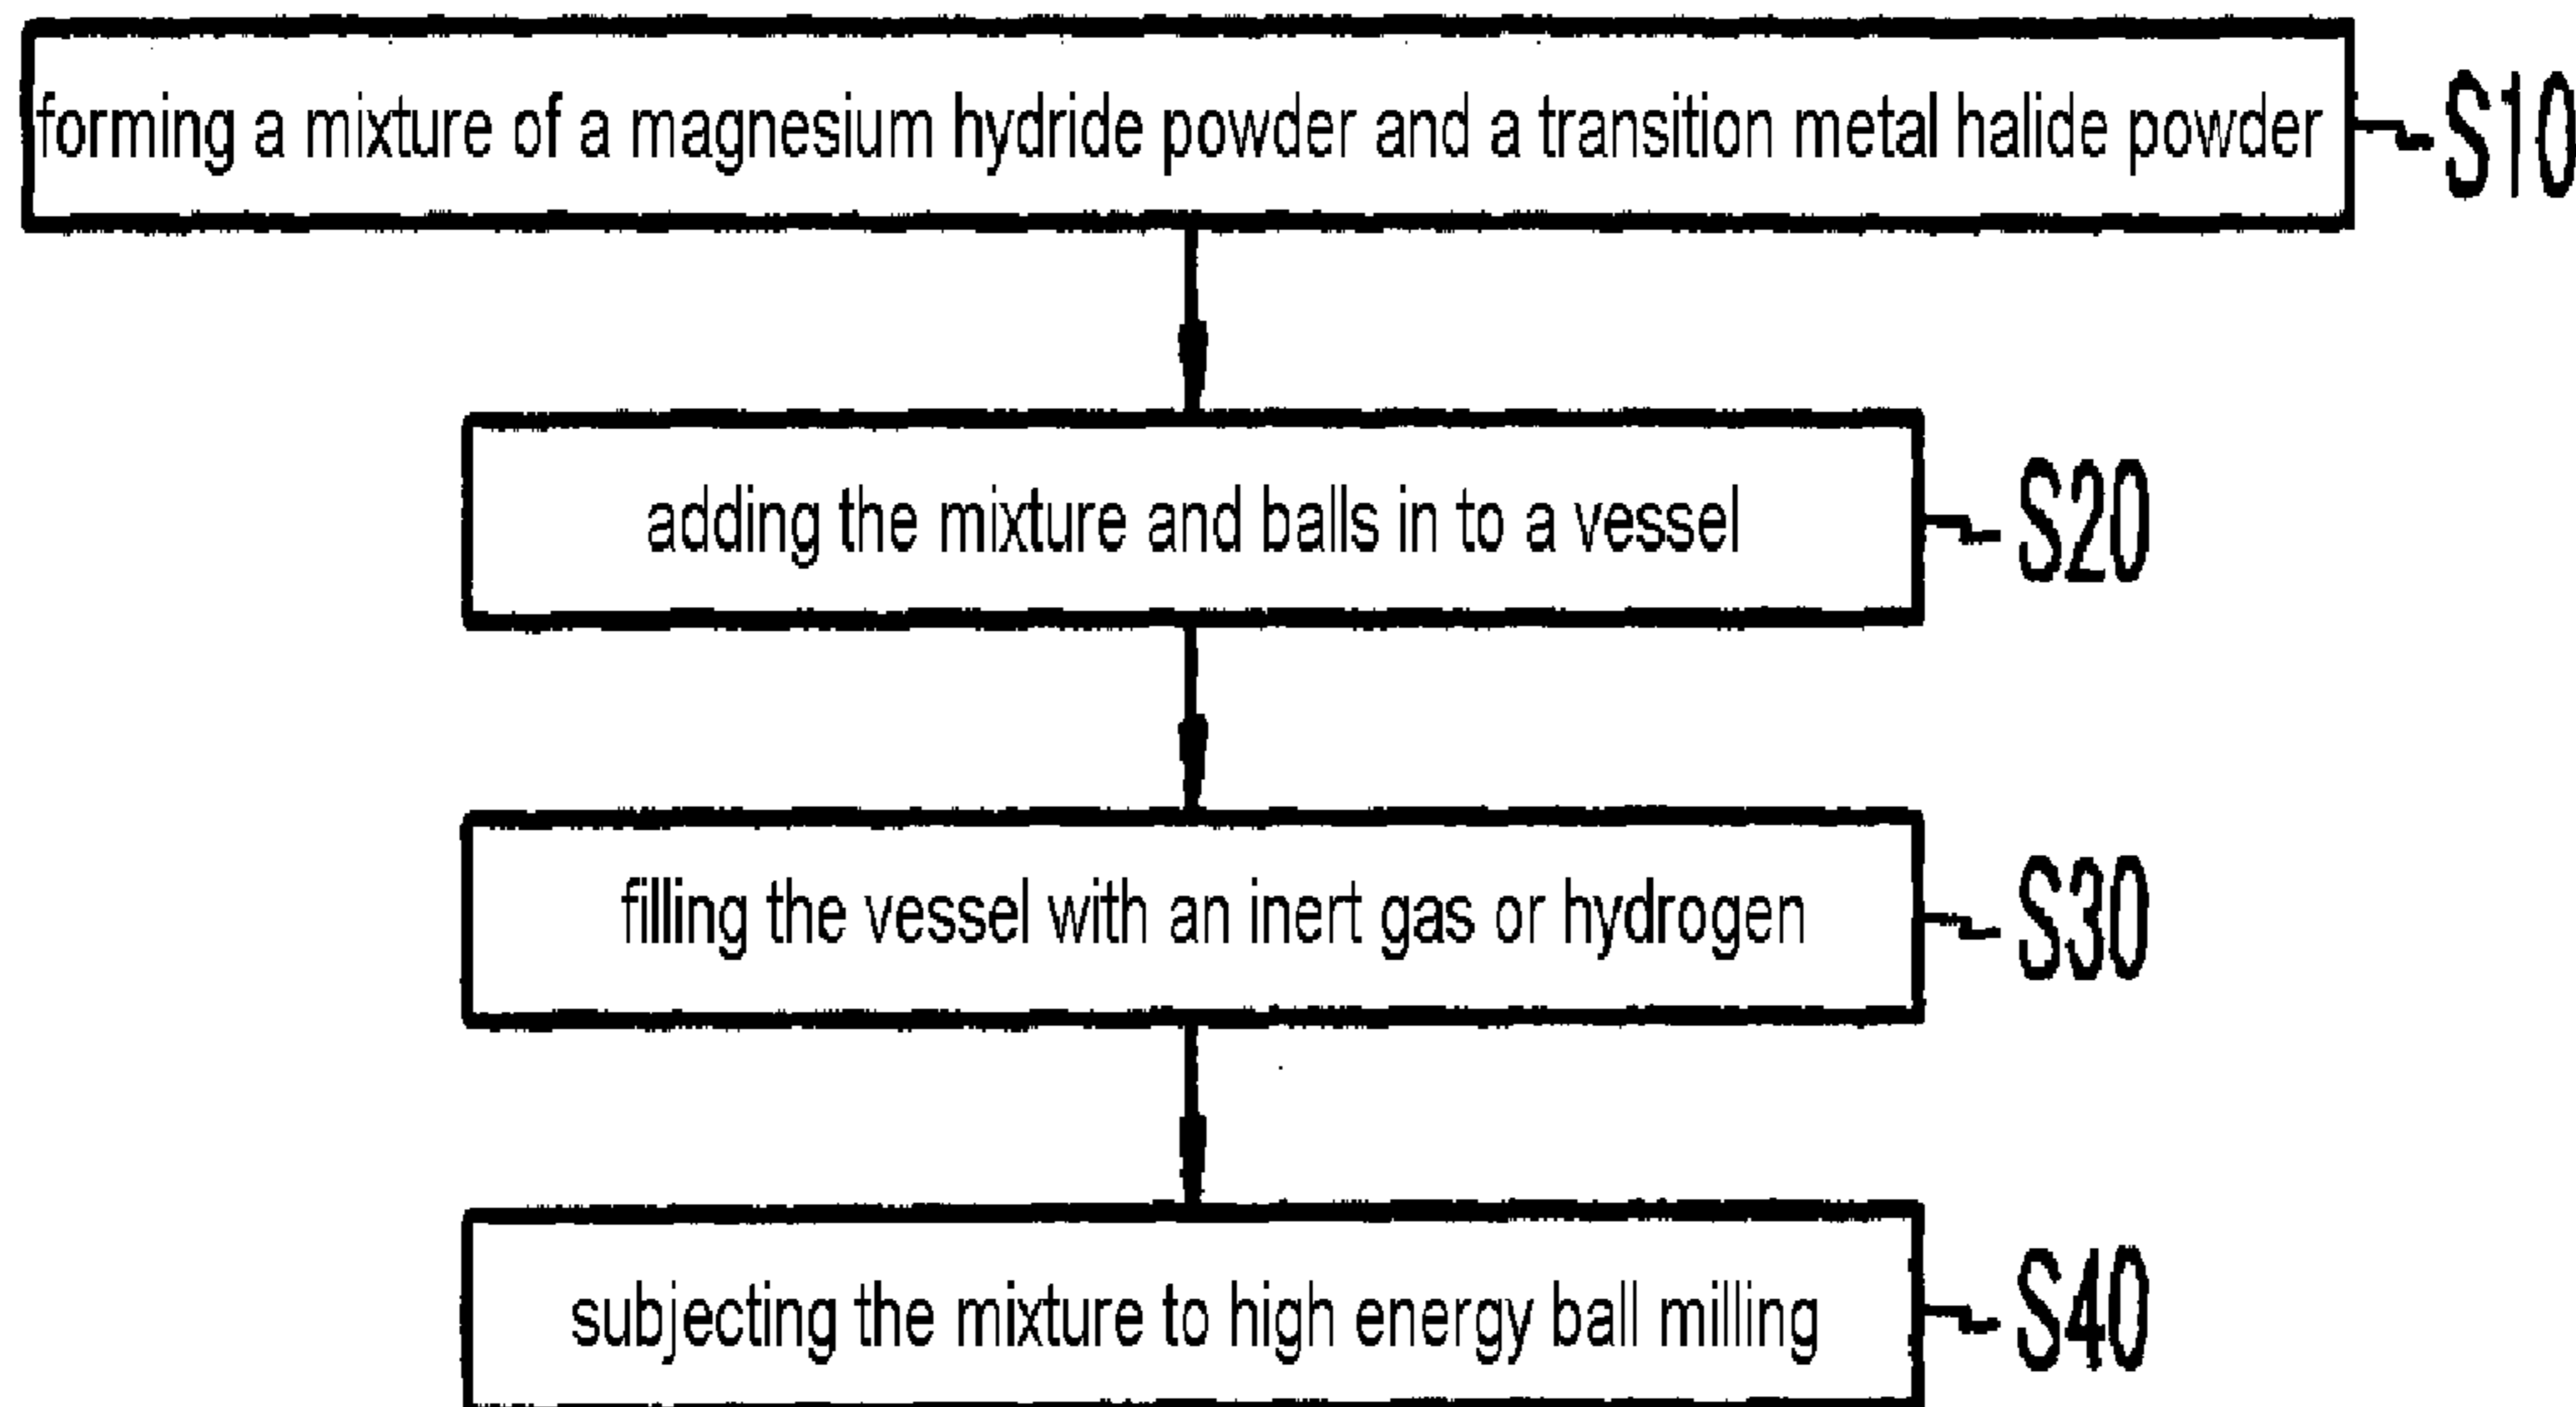 forming a mixture of a magnesium hydride powder and a transition metal halide powder S10
adding the mixture and balls in to a vessel S20
filling the vessel with an inert gas or hydrogen S30
subjecting the mixture to high energy ball milling S40